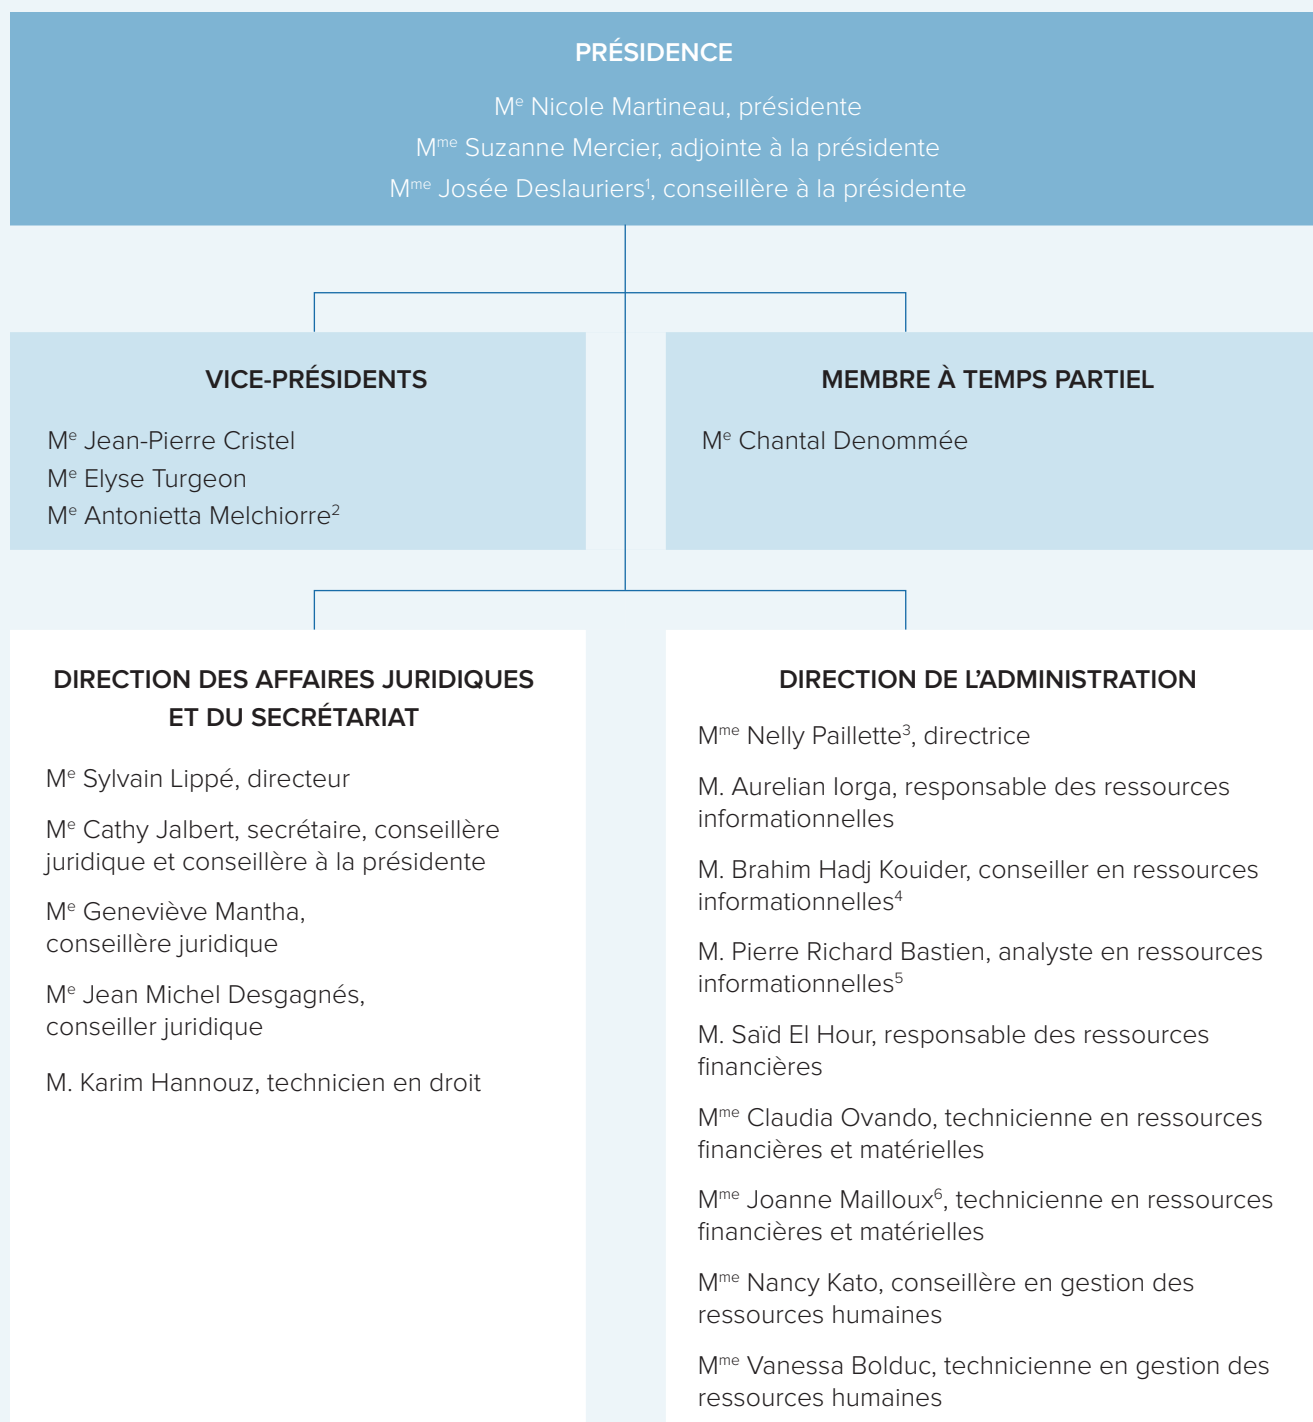 PRÉSIDENCE
Mᵉ Nicole Martineau, présidente
Mᵐᵉ Suzanne Mercier, adjointe à la présidente
Mᵐᵉ Josée Deslauriers¹, conseillère à la présidente
VICE-PRÉSIDENTS
Mᵉ Jean-Pierre Cristel
Mᵉ Elyse Turgeon
Mᵉ Antonietta Melchiorre²
MEMBRE À TEMPS PARTIEL
Mᵉ Chantal Denommée
DIRECTION DES AFFAIRES JURIDIQUES
ET DU SECRÉTARIAT
Mᵉ Sylvain Lippé, directeur
Mᵉ Cathy Jalbert, secrétaire, conseillère
juridique et conseillère à la présidente
Mᵉ Geneviève Mantha,
conseillère juridique
Mᵉ Jean Michel Desgagnés,
conseiller juridique
M. Karim Hannouz, technicien en droit
DIRECTION DE L'ADMINISTRATION
Mᵐᵉ Nelly Paillette³, directrice
M. Aurelian Iorga, responsable des ressources
informationnelles
M. Brahim Hadj Kouider, conseiller en ressources
informationnelles⁴
M. Pierre Richard Bastien, analyste en ressources
informationnelles⁵
M. Saïd El Hour, responsable des ressources
financières
Mᵐᵉ Claudia Ovando, technicienne en ressources
financières et matérielles
Mᵐᵉ Joanne Mailloux⁶, technicienne en ressources
financières et matérielles
Mᵐᵉ Nancy Kato, conseillère en gestion des
ressources humaines
Mᵐᵉ Vanessa Bolduc, technicienne en gestion des
ressources humaines